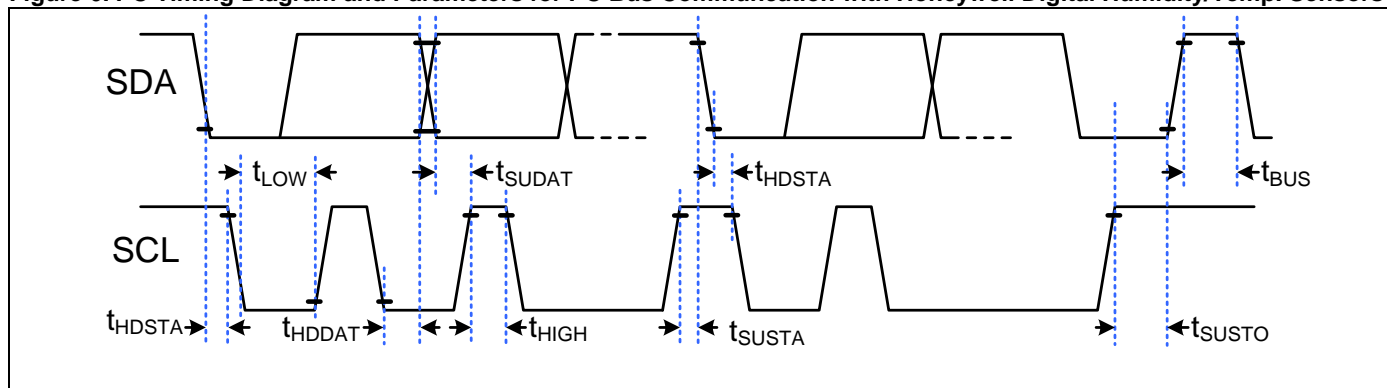 SDA
tLOW
tSUDAT
tHDSTA
tBUS
SCL
tHDSTA
tHDDAT
tHIGH
tSUSTA
tSUSTO